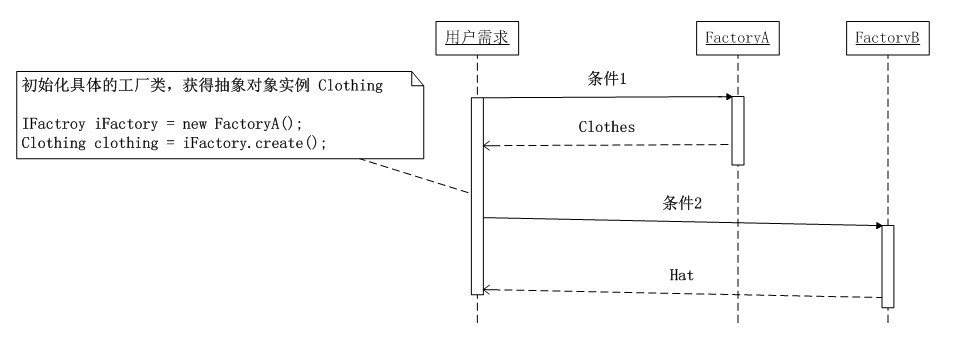 用户需求
FactoryA
FactoryB
初始化具体的工厂类，获得抽象对象实例 Clothing
IFactroy iFactory = new FactoryA();
Clothing clothing = iFactory.create();
条件1
Clothes
条件2
Hat